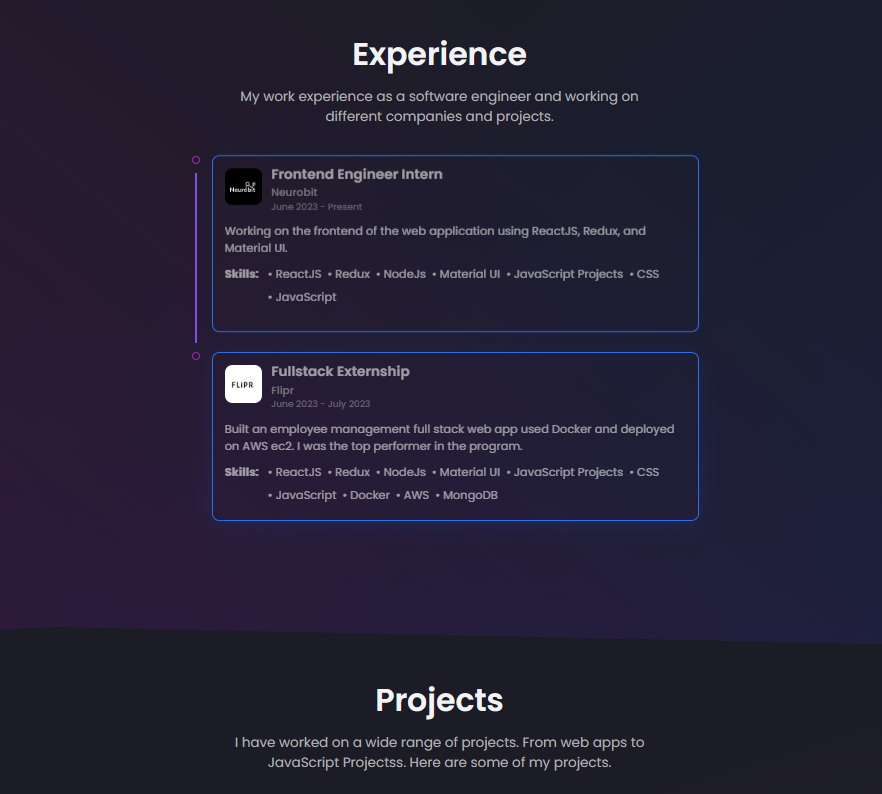 Experience
My work experience as a software engineer and working on
different companies and projects.
Neurobit
Frontend Engineer Intern
Neurobit
June 2023 - Present
Working on the frontend of the web application using ReactJS, Redux, and
Material UI.
Skills: • ReactJS • Redux • NodeJs • Material UI • JavaScript Projects • CSS
• JavaScript
FLiPR
Fullstack Externship
Flipr
June 2023 - July 2023
Built an employee management full stack web app used Docker and deployed
on AWS ec2. I was the top performer in the program.
Skills: • ReactJS • Redux • NodeJs • Material UI • JavaScript Projects • CSS
• JavaScript • Docker • AWS • MongoDB
Projects
I have worked on a wide range of projects. From web apps to
JavaScript Projectss. Here are some of my projects.